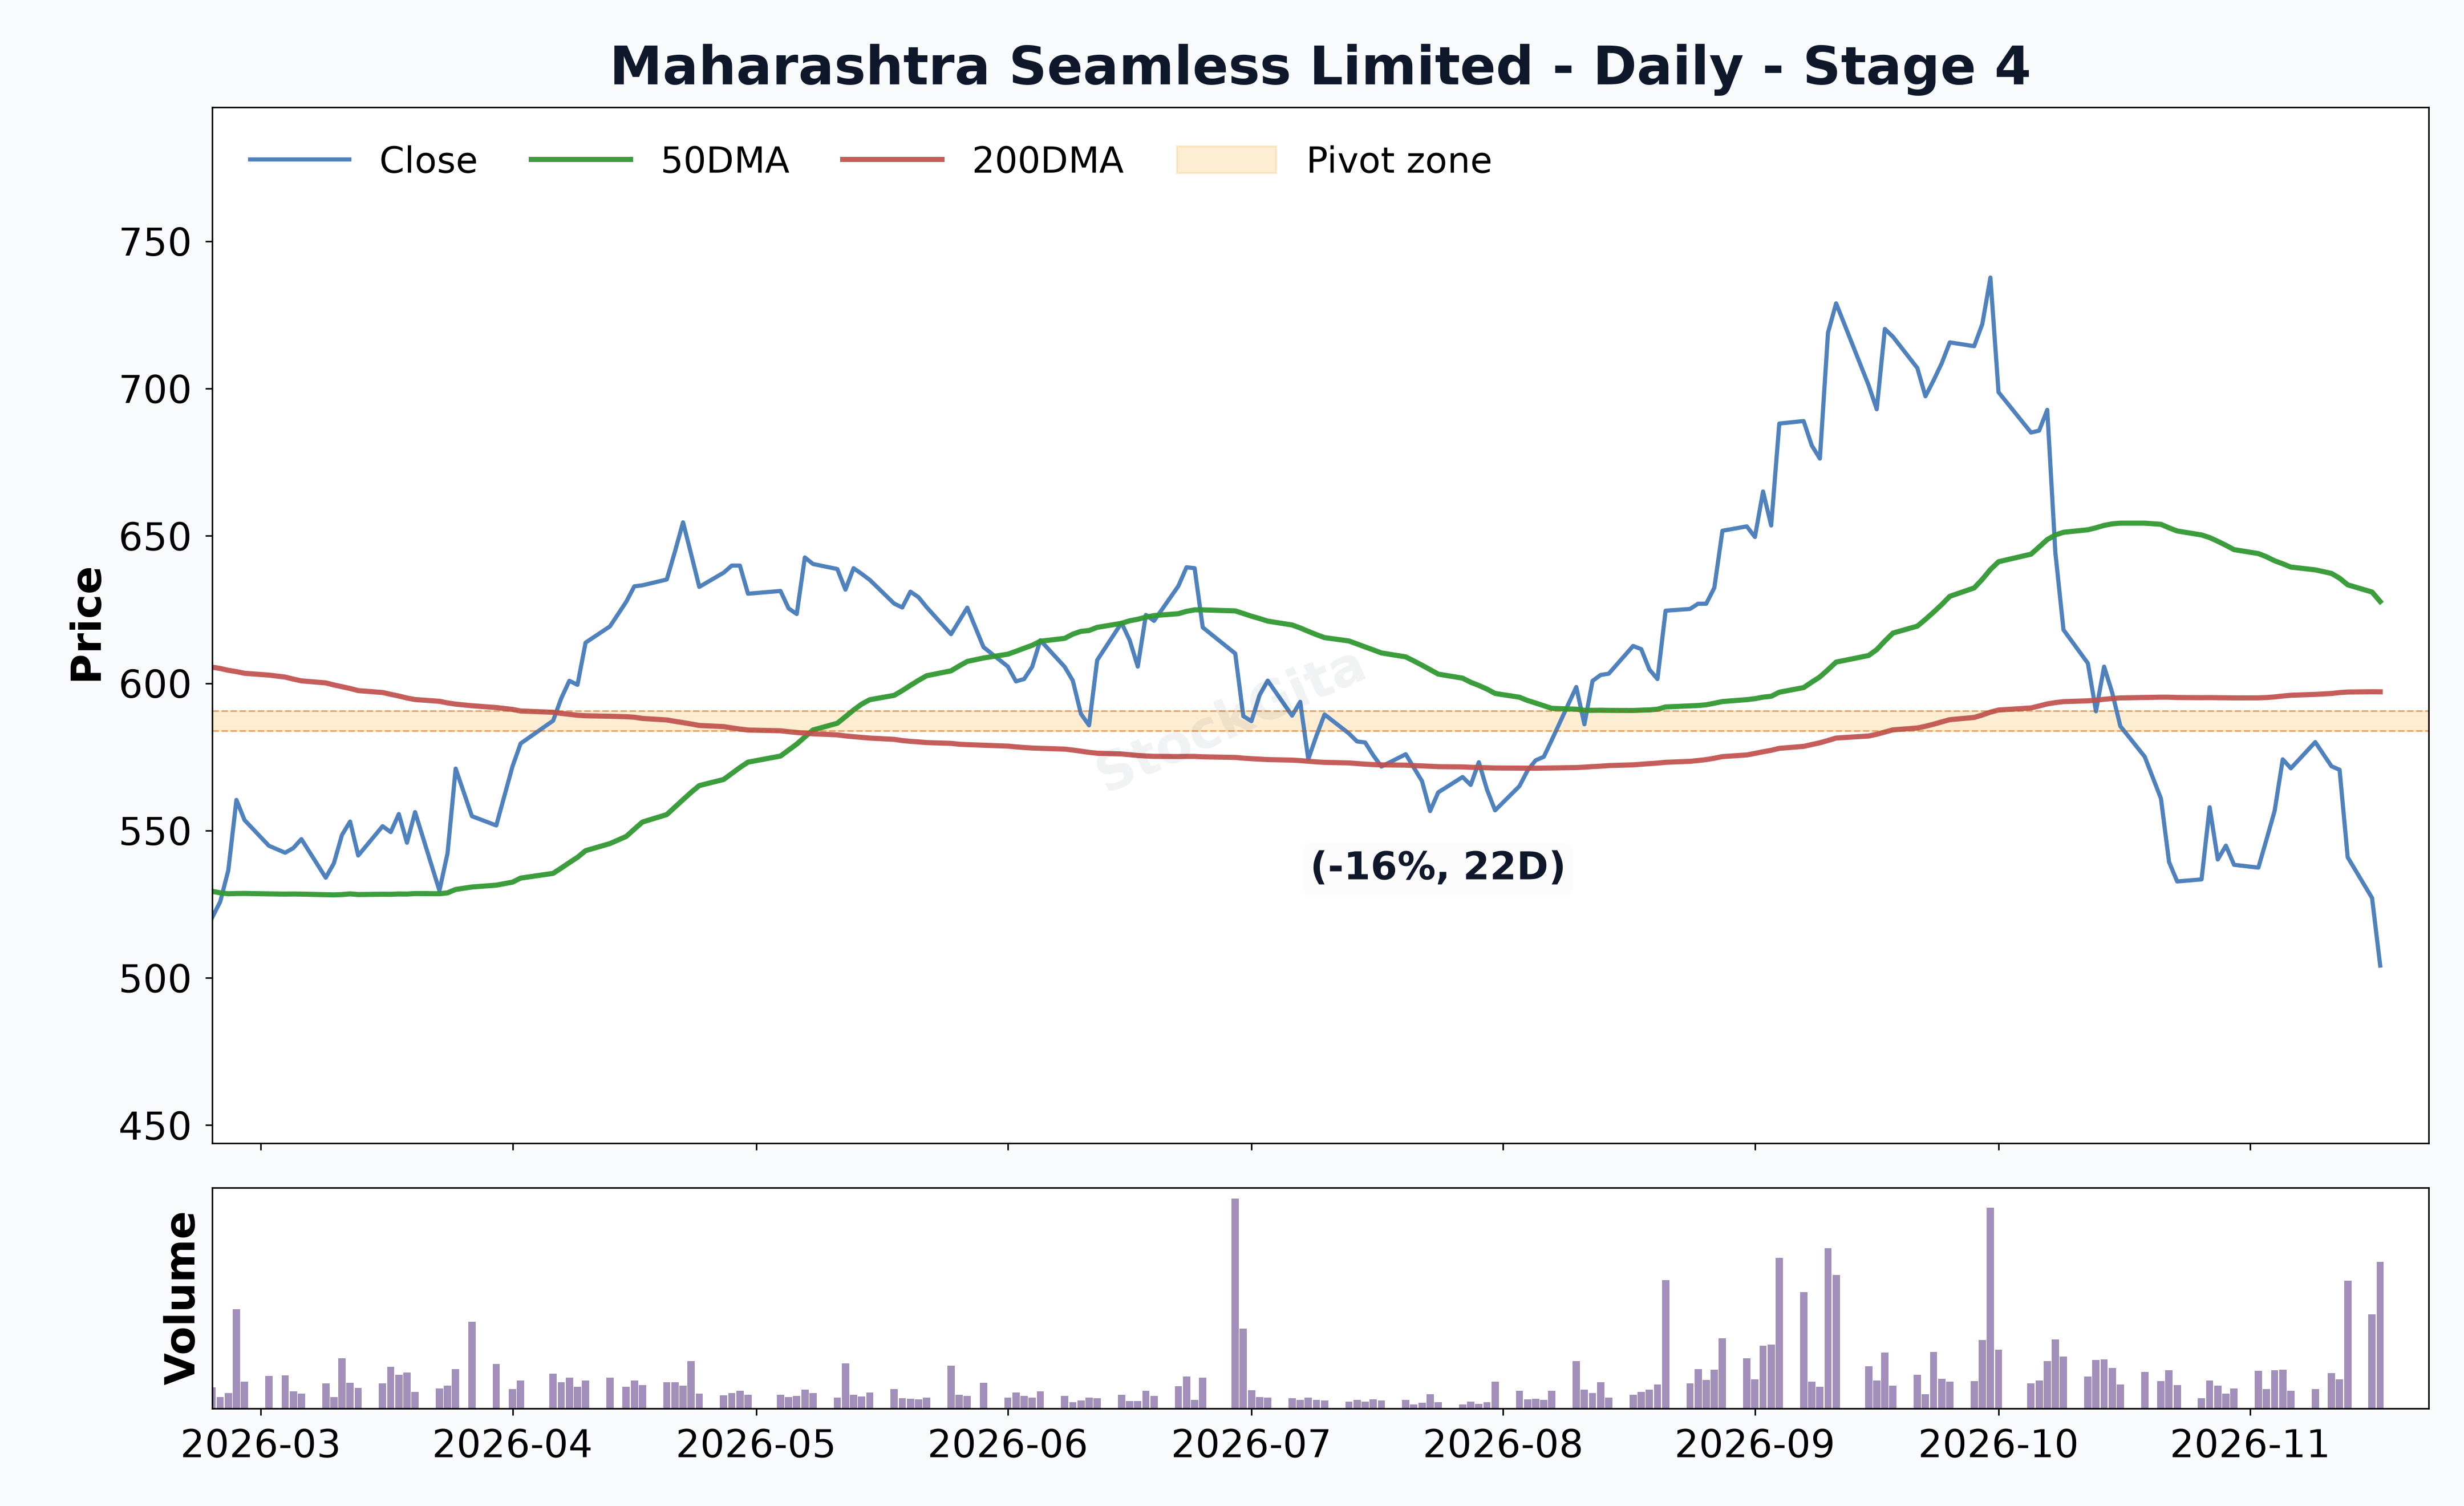 Maharashtra Seamless Limited - Daily - Stage 4
Close 50DMA 200DMA Pivot zone
Price
750
700
650
600
550
500
450
StockGita
(-16%, 22D)
Volume
2026-03 2026-04 2026-05 2026-06 2026-07 2026-08 2026-09 2026-10 2026-11